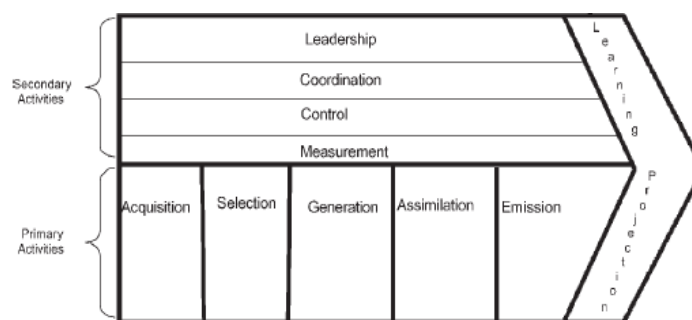 Secondary
Activities
Leadership
Coordination
Control
Measurement
Learning
Primary
Activities
Acquisition
Selection
Generation
Assimilation
Emission
Projection